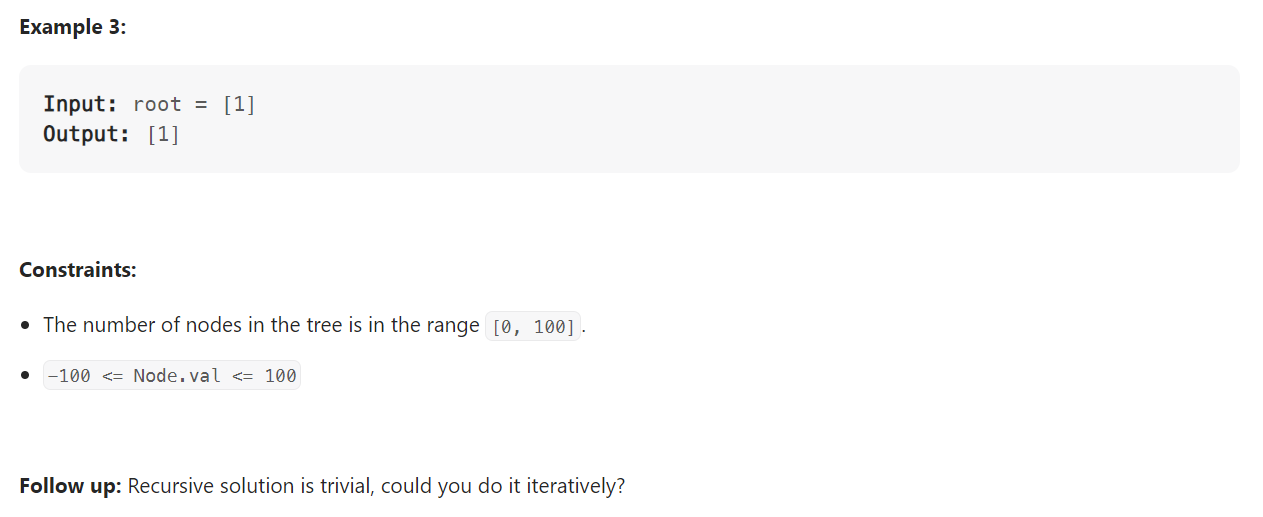 Example 3:
Input: root = [1]
Output: [1]
Constraints:
• The number of nodes in the tree is in the range [0, 100].
• -100 <= Node.val <= 100
Follow up: Recursive solution is trivial, could you do it iteratively?